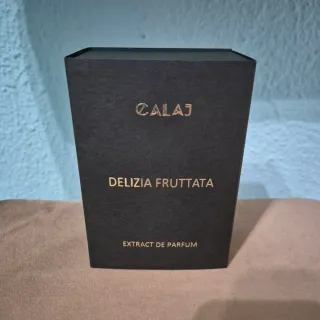 CALAJ
DELIZIA FRUTTATA
EXTRACT DE PARFUM